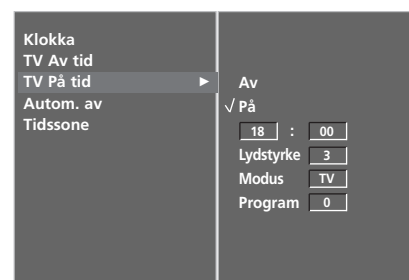 Klokka
TV Av tid
TV På tid ►
Autom. av
Tidssone
Av
√ På
18 : 00
Lydstyrke 3
Modus TV
Program 0